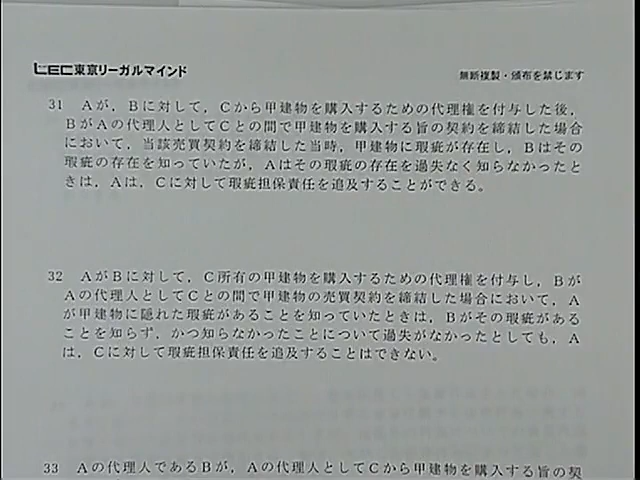 LEC東京リーガルマインド
無断複製・頒布を禁じます
31 Aが，Bに対して，Cから甲建物を購入するための代理権を付与した後，
BがAの代理人としてCとの間で甲建物を購入する旨の契約を締結した場合
において，当該売買契約を締結した当時，甲建物に瑕疵が存在し，Bはその
瑕疵の存在を知っていたが，Aはその瑕疵の存在を過失なく知らなかったと
きは，Aは，Cに対して瑕疵担保責任を追及することができる。
32 AがBに対して，C所有の甲建物を購入するための代理権を付与し，Bが
Aの代理人としてCとの間で甲建物の売買契約を締結した場合において，A
が甲建物に隠れた瑕疵があることを知っていたときは，Bがその瑕疵がある
ことを知らず，かつ知らなかったことについて過失がなかったとしても，A
は，Cに対して瑕疵担保責任を追及することはできない。
33 Aの代理人であるBが，Aの代理人としてCから甲建物を購入する旨の契